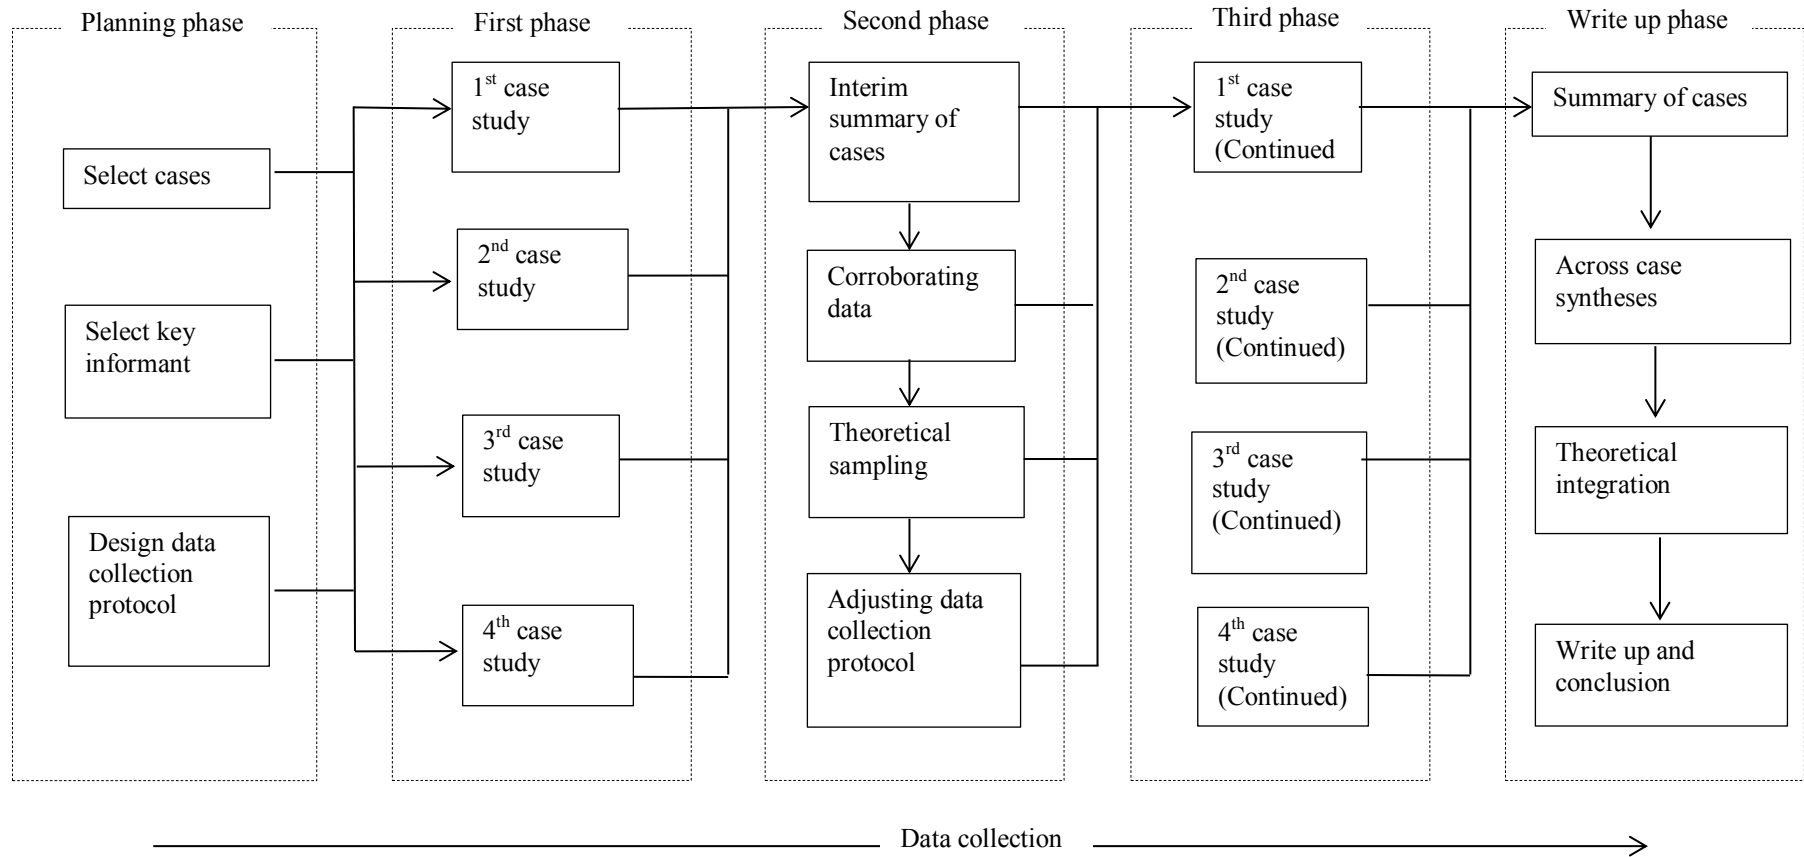 Planning phase
First phase
Second phase
Third phase
Write up phase
Select cases
Select key
informant
Design data
collection
protocol
1st case
study
2nd case
study
3rd case
study
4th case
study
Interim
summary of
cases
Corroborating
data
Theoretical
sampling
Adjusting data
collection
protocol
1st case
study
(Continued
2nd case
study
(Continued)
3rd case
study
(Continued)
4th case
study
(Continued)
Summary of cases
Across case
syntheses
Theoretical
integration
Write up and
conclusion
Data collection